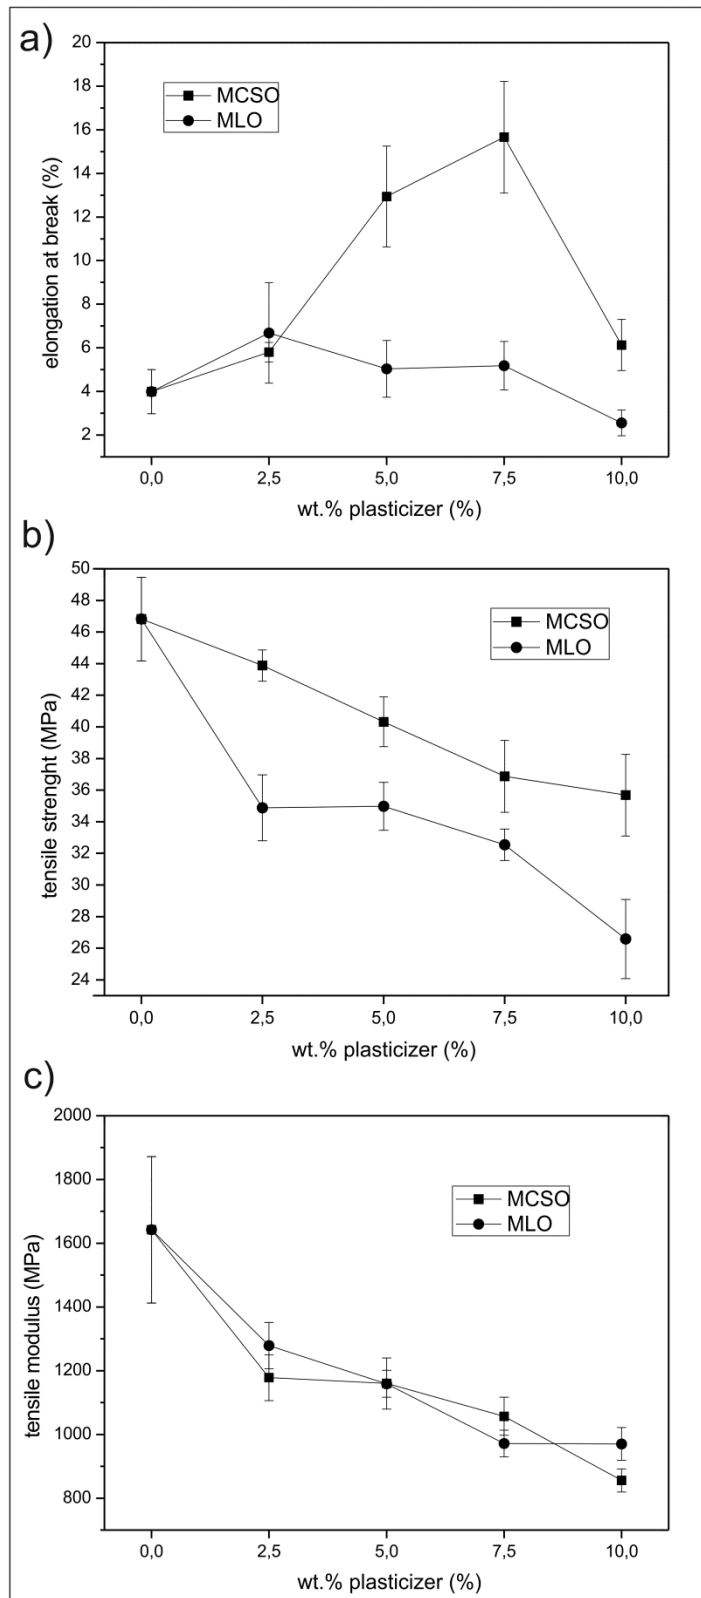 a)
20
18
16
14
12
10
8
6
4
2
elongation at break (%)
MCSO
MLO
0,0 2,5 5,0 7,5 10,0
wt.% plasticizer (%)
b)
50
48
46
44
42
40
38
36
34
32
30
28
26
24
tensile strenght (MPa)
MCSO
MLO
0,0 2,5 5,0 7,5 10,0
wt.% plasticizer (%)
c)
2000
1800
1600
1400
1200
1000
800
tensile modulus (MPa)
MCSO
MLO
0,0 2,5 5,0 7,5 10,0
wt.% plasticizer (%)